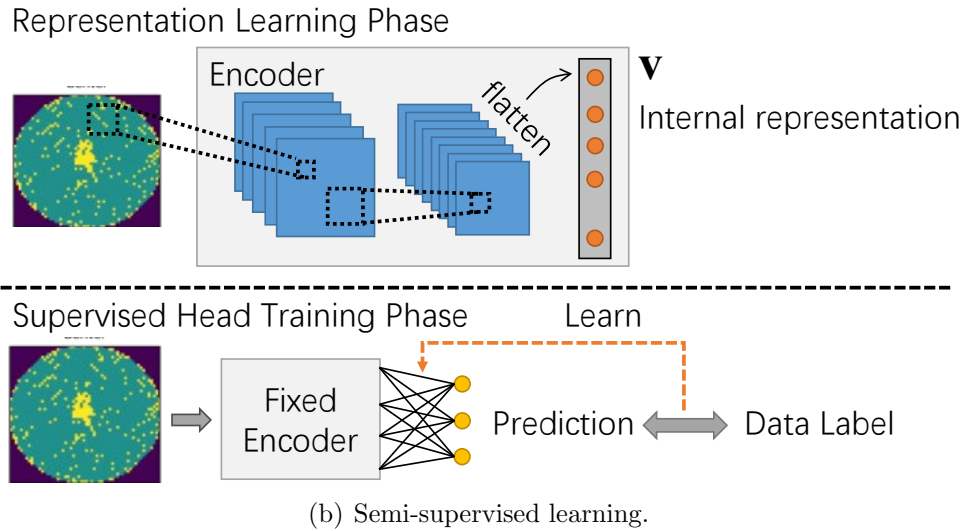 Representation Learning Phase
Encoder
flatten
v
Internal representation
Supervised Head Training Phase
Learn
Fixed
Encoder
Prediction
Data Label
(b) Semi-supervised learning.